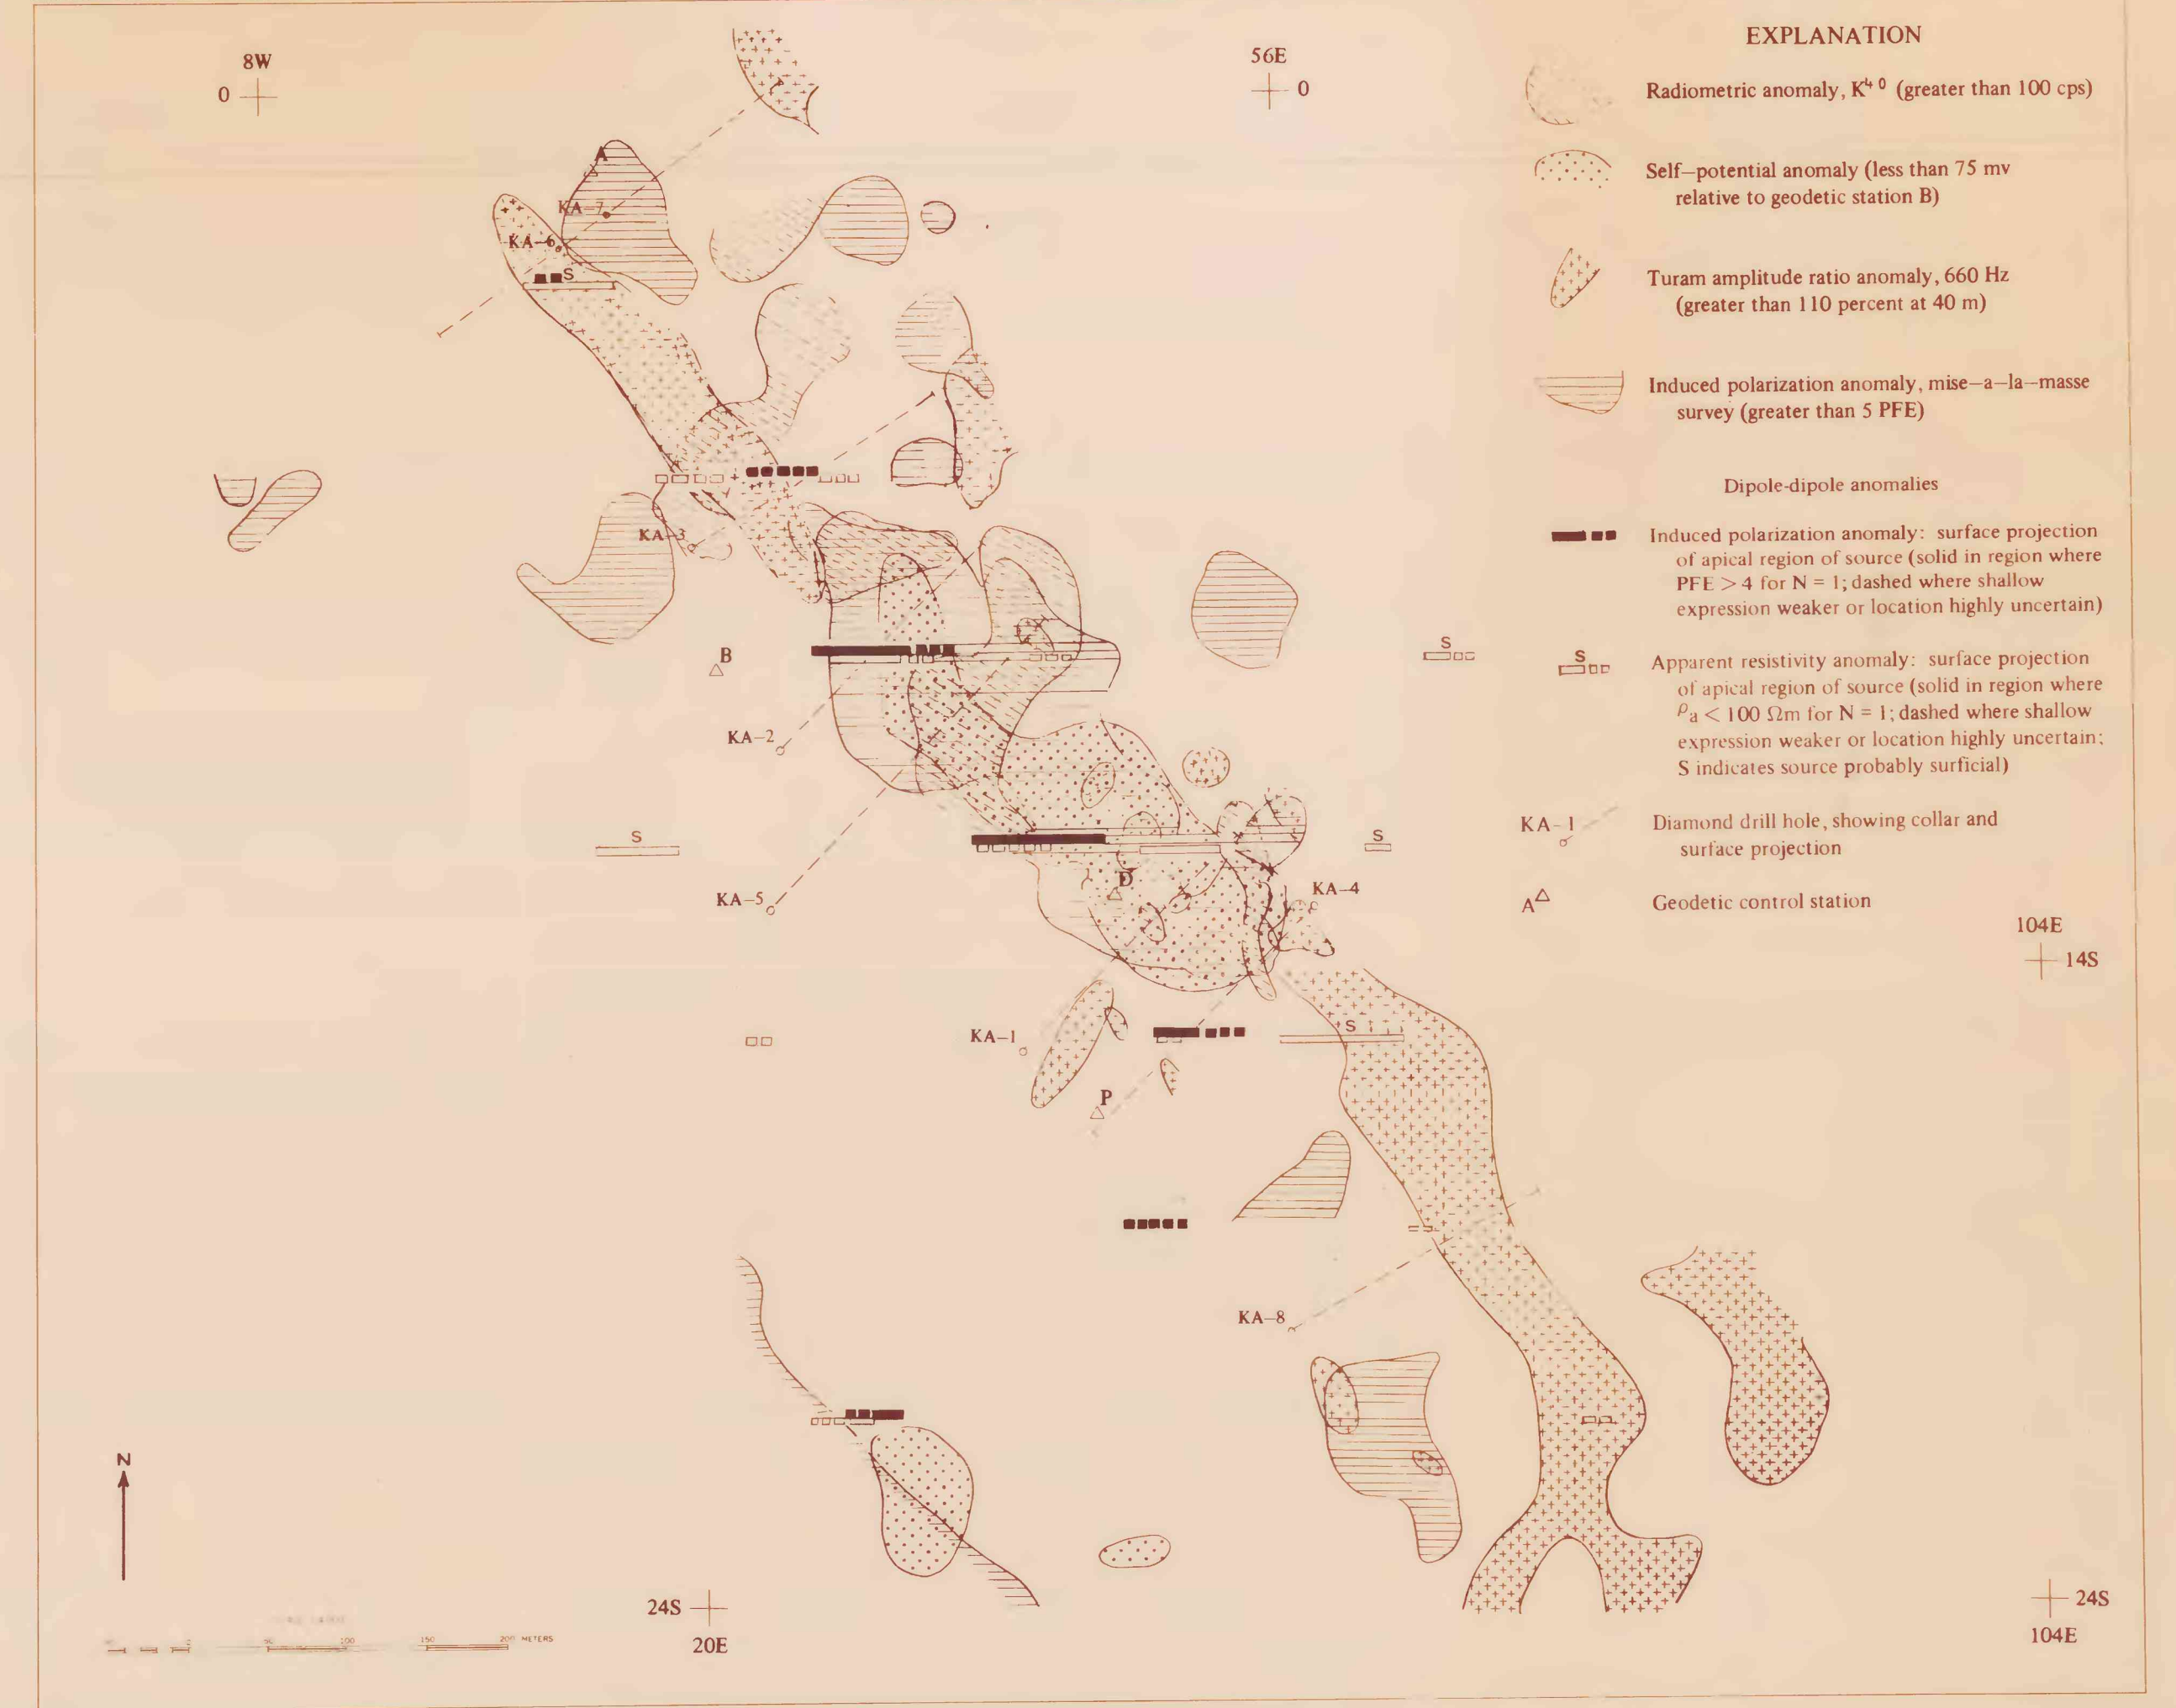 EXPLANATION
8W
0
56E
0
Radiometric anomaly, K⁴⁰ (greater than 100 cps)
Self–potential anomaly (less than 75 mv
relative to geodetic station B)
Turam amplitude ratio anomaly, 660 Hz
(greater than 110 percent at 40 m)
Induced polarization anomaly, mise–a–la–masse
survey (greater than 5 PFE)
Dipole-dipole anomalies
Induced polarization anomaly: surface projection
of apical region of source (solid in region where
PFE > 4 for N = 1; dashed where shallow
expression weaker or location highly uncertain)
S
Apparent resistivity anomaly: surface projection
of apical region of source (solid in region where
ρa < 100 Ωm for N = 1; dashed where shallow
expression weaker or location highly uncertain;
S indicates source probably surficial)
KA-1
Diamond drill hole, showing collar and
surface projection
A
Geodetic control station
A
KA–7
KA–6
S
KA–3
B
S
KA–2
S
S
KA–5
D
KA–4
104E
14S
KA–1
S
P
KA–8
N
24S
20E
24S
104E
50
100
150
200 METERS